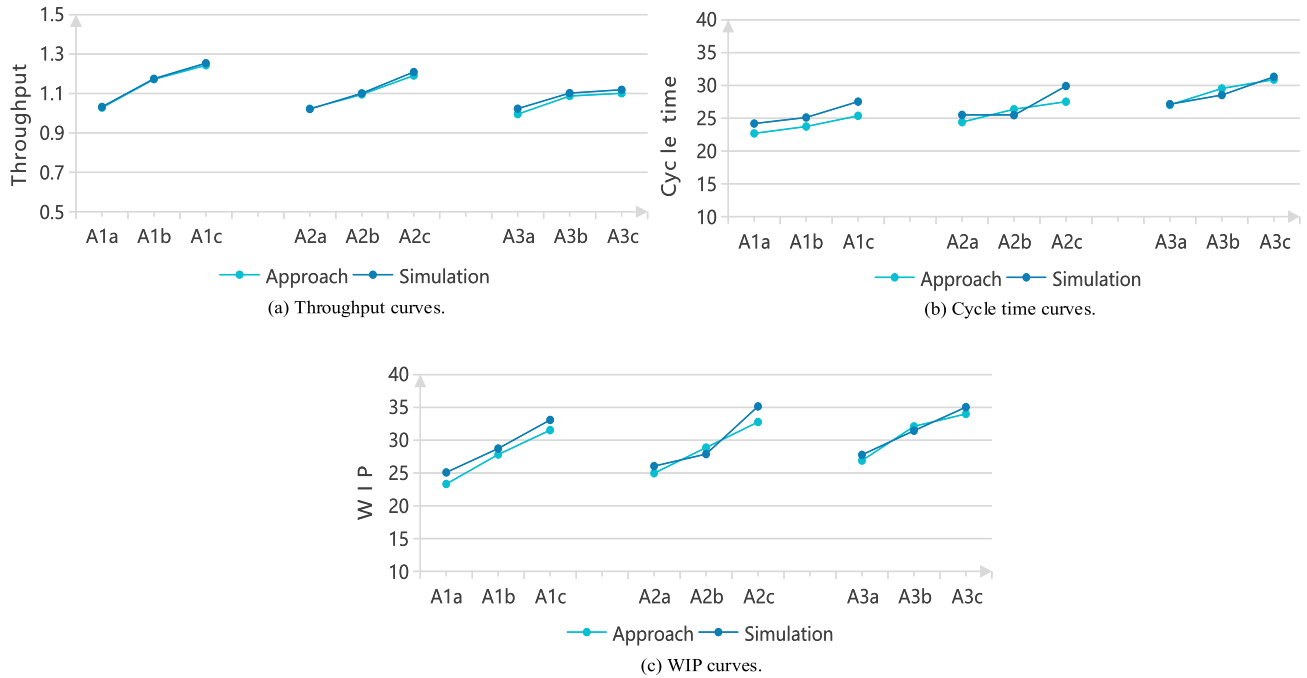 Throughput
1.5
1.3
1.1
0.9
0.7
0.5
A1a A1b A1c A2a A2b A2c A3a A3b A3c
Approach Simulation
(a) Throughput curves.
Cycle time
40
35
30
25
20
15
10
A1a A1b A1c A2a A2b A2c A3a A3b A3c
Approach Simulation
(b) Cycle time curves.
WIP
40
35
30
25
20
15
10
A1a A1b A1c A2a A2b A2c A3a A3b A3c
Approach Simulation
(c) WIP curves.